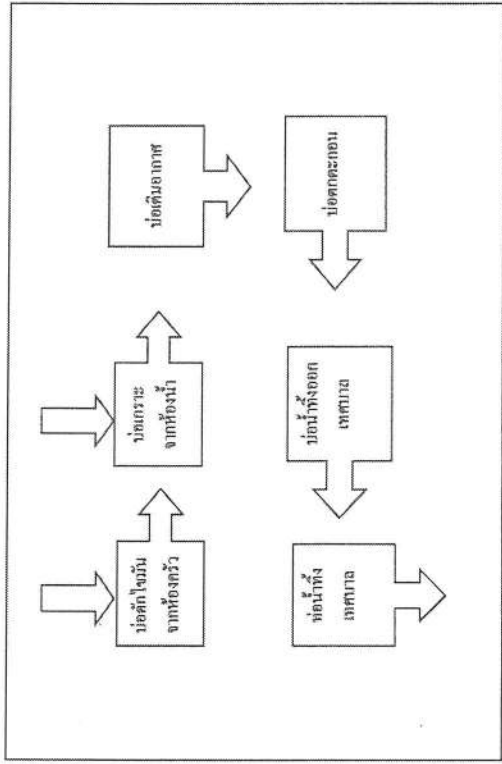 บ่อดักไขมัน
จากห้องครัว
บ่อเกราะ
จากห้องน้ำ
บ่อเติมอากาศ
บ่อตกตะกอน
บ่อน้ำทิ้งออก
เทศบาล
ท่อน้ำทิ้ง
เทศบาล